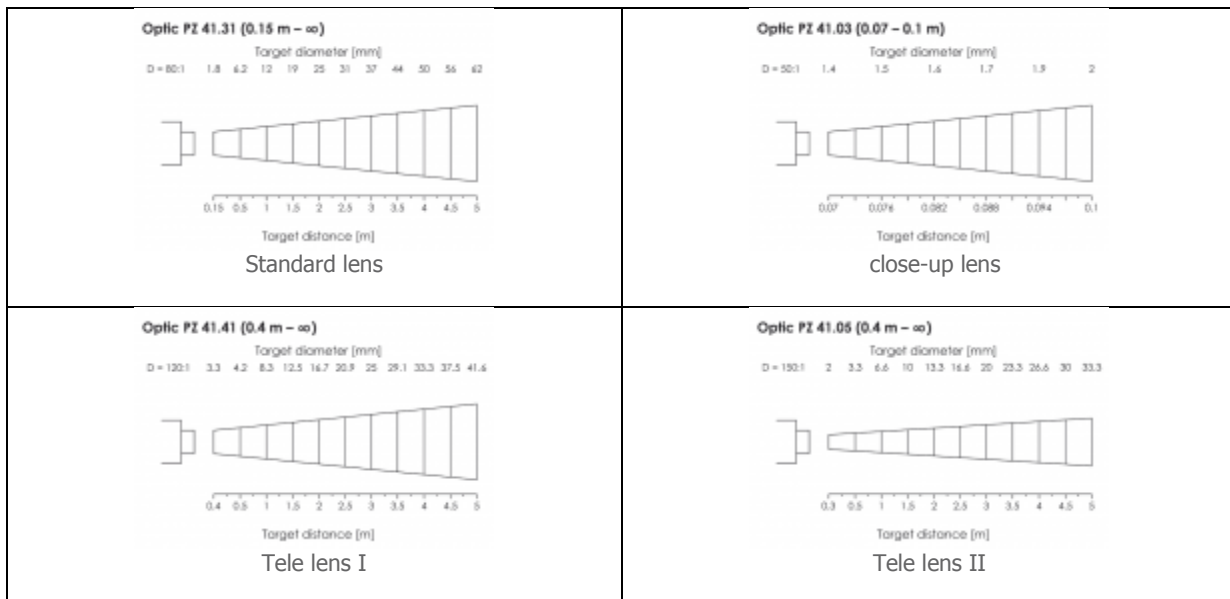 Optic PZ 41.31 (0.15 m – ∞)
Target diameter [mm]
D = 80:1 1.8 6.2 12 19 25 31 37 44 50 56 62
0.15 0.5 1 1.5 2 2.5 3 3.5 4 4.5 5
Target distance [m]
Standard lens
Optic PZ 41.03 (0.07 – 0.1 m)
Target diameter [mm]
D = 50:1 1.4 1.5 1.6 1.7 1.9 2
0.07 0.076 0.082 0.088 0.094 0.1
Target distance [m]
close-up lens
Optic PZ 41.41 (0.4 m – ∞)
Target diameter [mm]
D = 120:1 3.3 4.2 8.3 12.5 16.7 20.9 25 29.1 33.3 37.5 41.6
0.4 0.5 1 1.5 2 2.5 3 3.5 4 4.5 5
Target distance [m]
Tele lens I
Optic PZ 41.05 (0.4 m – ∞)
Target diameter [mm]
D = 150:1 2 3.3 6.6 10 13.3 16.6 20 23.3 26.6 30 33.3
0.3 0.5 1 1.5 2 2.5 3 3.5 4 4.5 5
Target distance [m]
Tele lens II